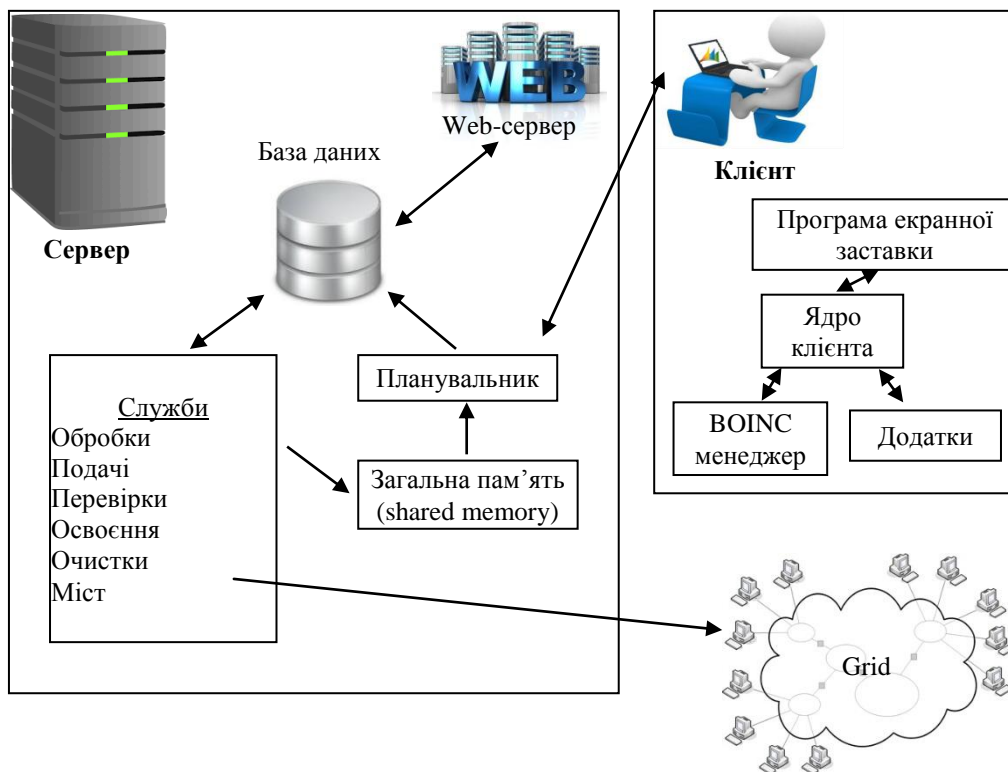 WEB
Web-сервер
База даних
Сервер
Планувальник
Служби
Обробки
Подачі
Перевірки
Освоєння
Очистки
Міст
Загальна пам’ять
(shared memory)
Клієнт
Програма екранної
заставки
Ядро
клієнта
BOINC
менеджер
Додатки
Grid